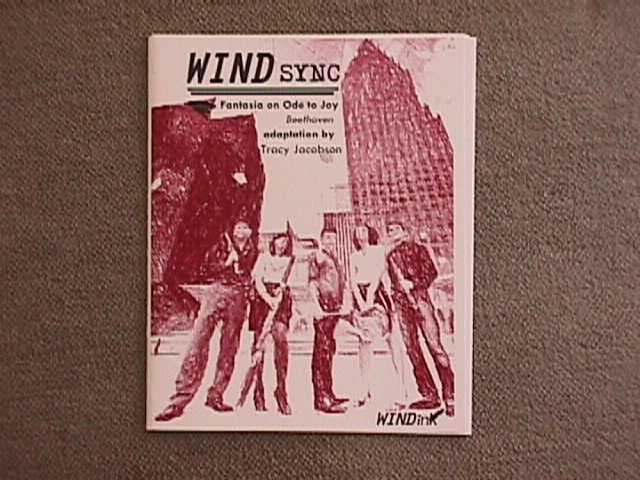 WIND SYNC
Fantasia on Ode to Joy
Beethoven
adaptation by
Tracy Jacobson
WINDink